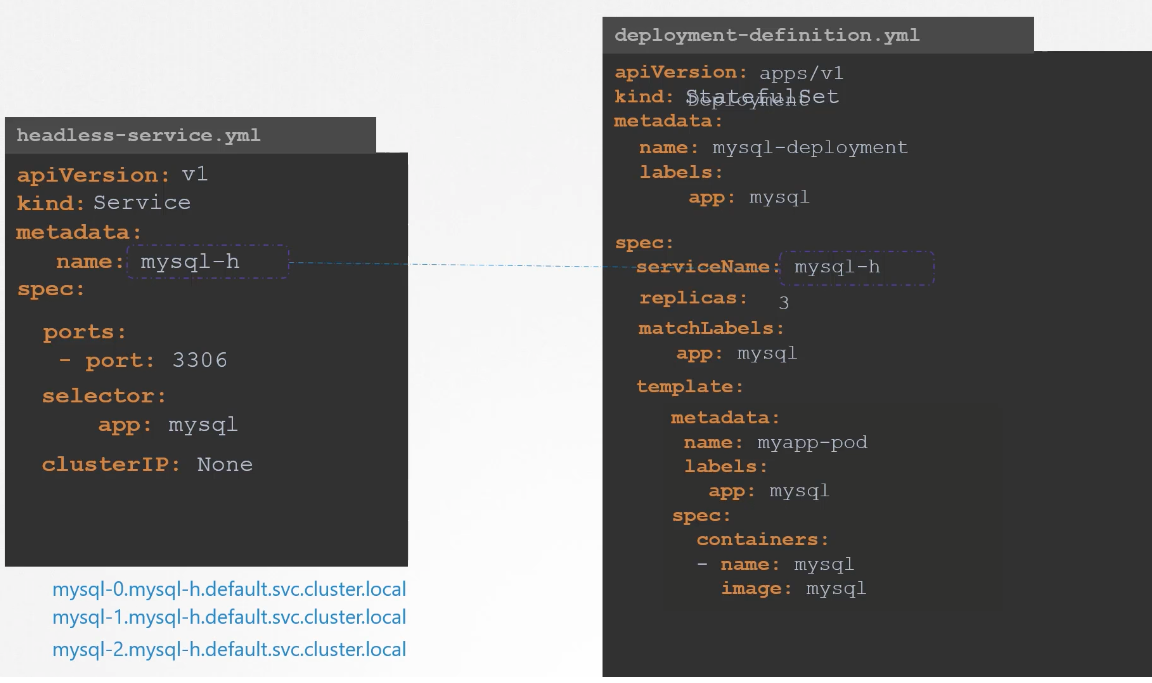 headless-service.yml
apiVersion: v1
kind: Service
metadata:
name: mysql-h
spec:
ports:
- port: 3306
selector:
app: mysql
clusterIP: None
mysql-0.mysql-h.default.svc.cluster.local
mysql-1.mysql-h.default.svc.cluster.local
mysql-2.mysql-h.default.svc.cluster.local
deployment-definition.yml
apiVersion: apps/v1
kind: StatefulSet
Deployment
metadata:
name: mysql-deployment
labels:
app: mysql
spec:
serviceName: mysql-h
replicas: 3
matchLabels:
app: mysql
template:
metadata:
name: myapp-pod
labels:
app: mysql
spec:
containers:
- name: mysql
image: mysql